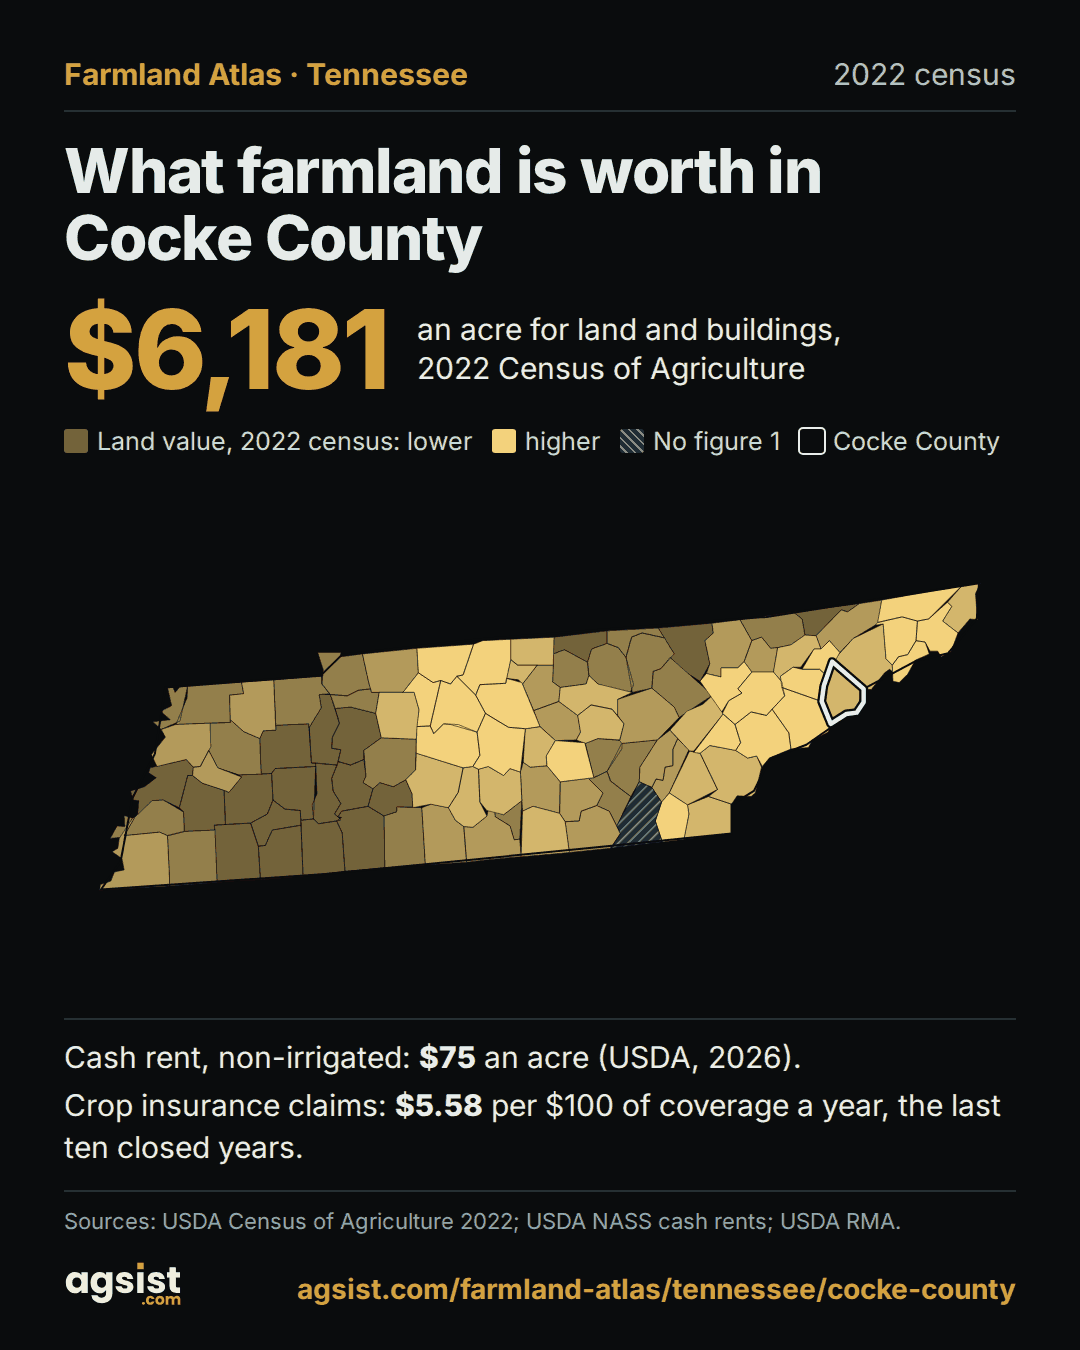 Farmland Atlas · Tennessee
2022 census
What farmland is worth in
Cocke County
$6,181
an acre for land and buildings,
2022 Census of Agriculture
Land value, 2022 census: lower
higher
No figure 1
Cocke County
Cash rent, non-irrigated: $75 an acre (USDA, 2026).
Crop insurance claims: $5.58 per $100 of coverage a year, the last
ten closed years.
Sources: USDA Census of Agriculture 2022; USDA NASS cash rents; USDA RMA.
agsist
.com
agsist.com/farmland-atlas/tennessee/cocke-county